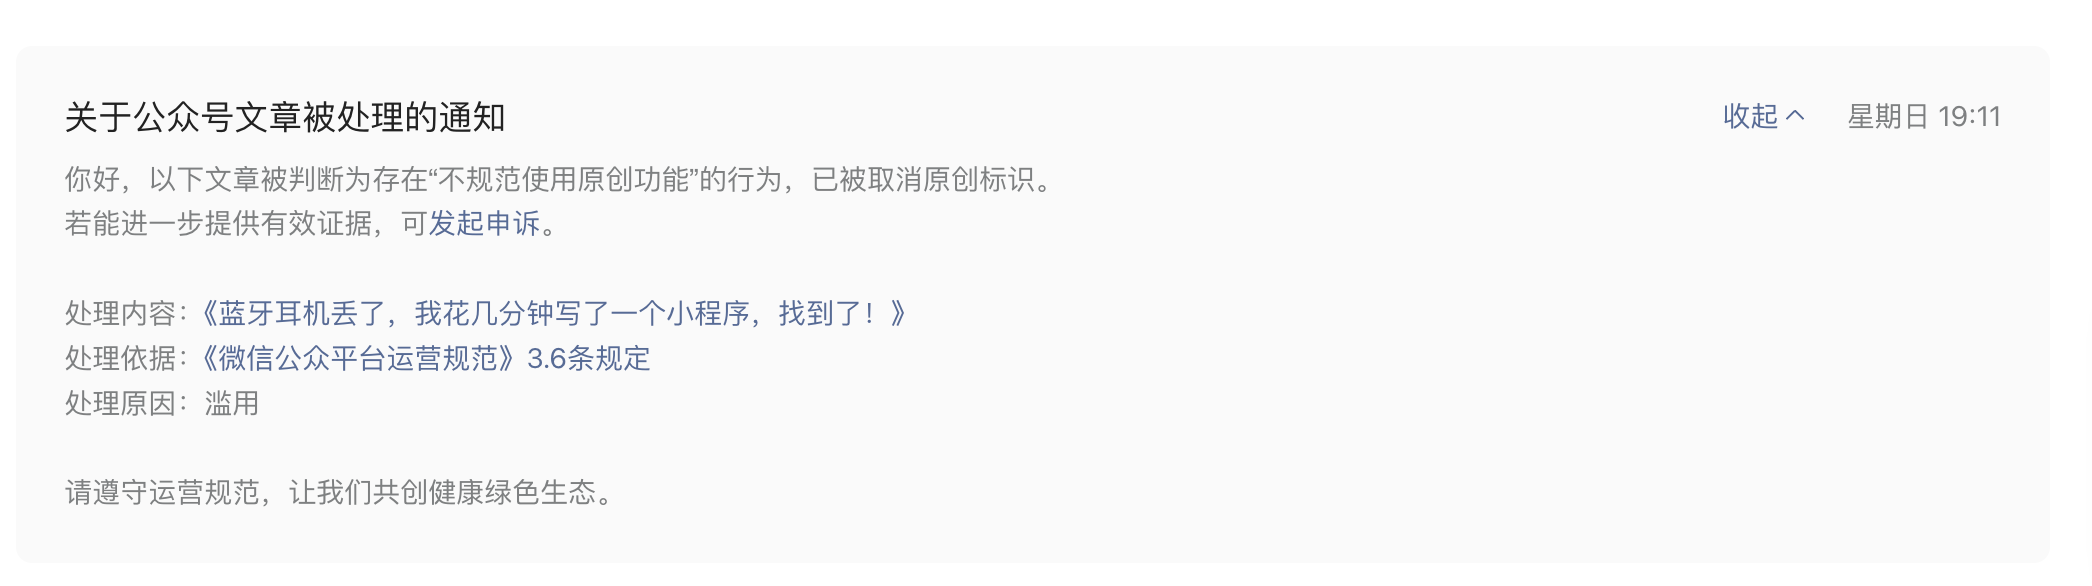 关于公众号文章被处理的通知
收起 星期日 19:11
你好，以下文章被判断为存在“不规范使用原创功能”的行为，已被取消原创标识。
若能进一步提供有效证据，可发起申诉。
处理内容：《蓝牙耳机丢了，我花几分钟写了一个小程序，找到了！》
处理依据：《微信公众平台运营规范》3.6条规定
处理原因：滥用
请遵守运营规范，让我们共创健康绿色生态。